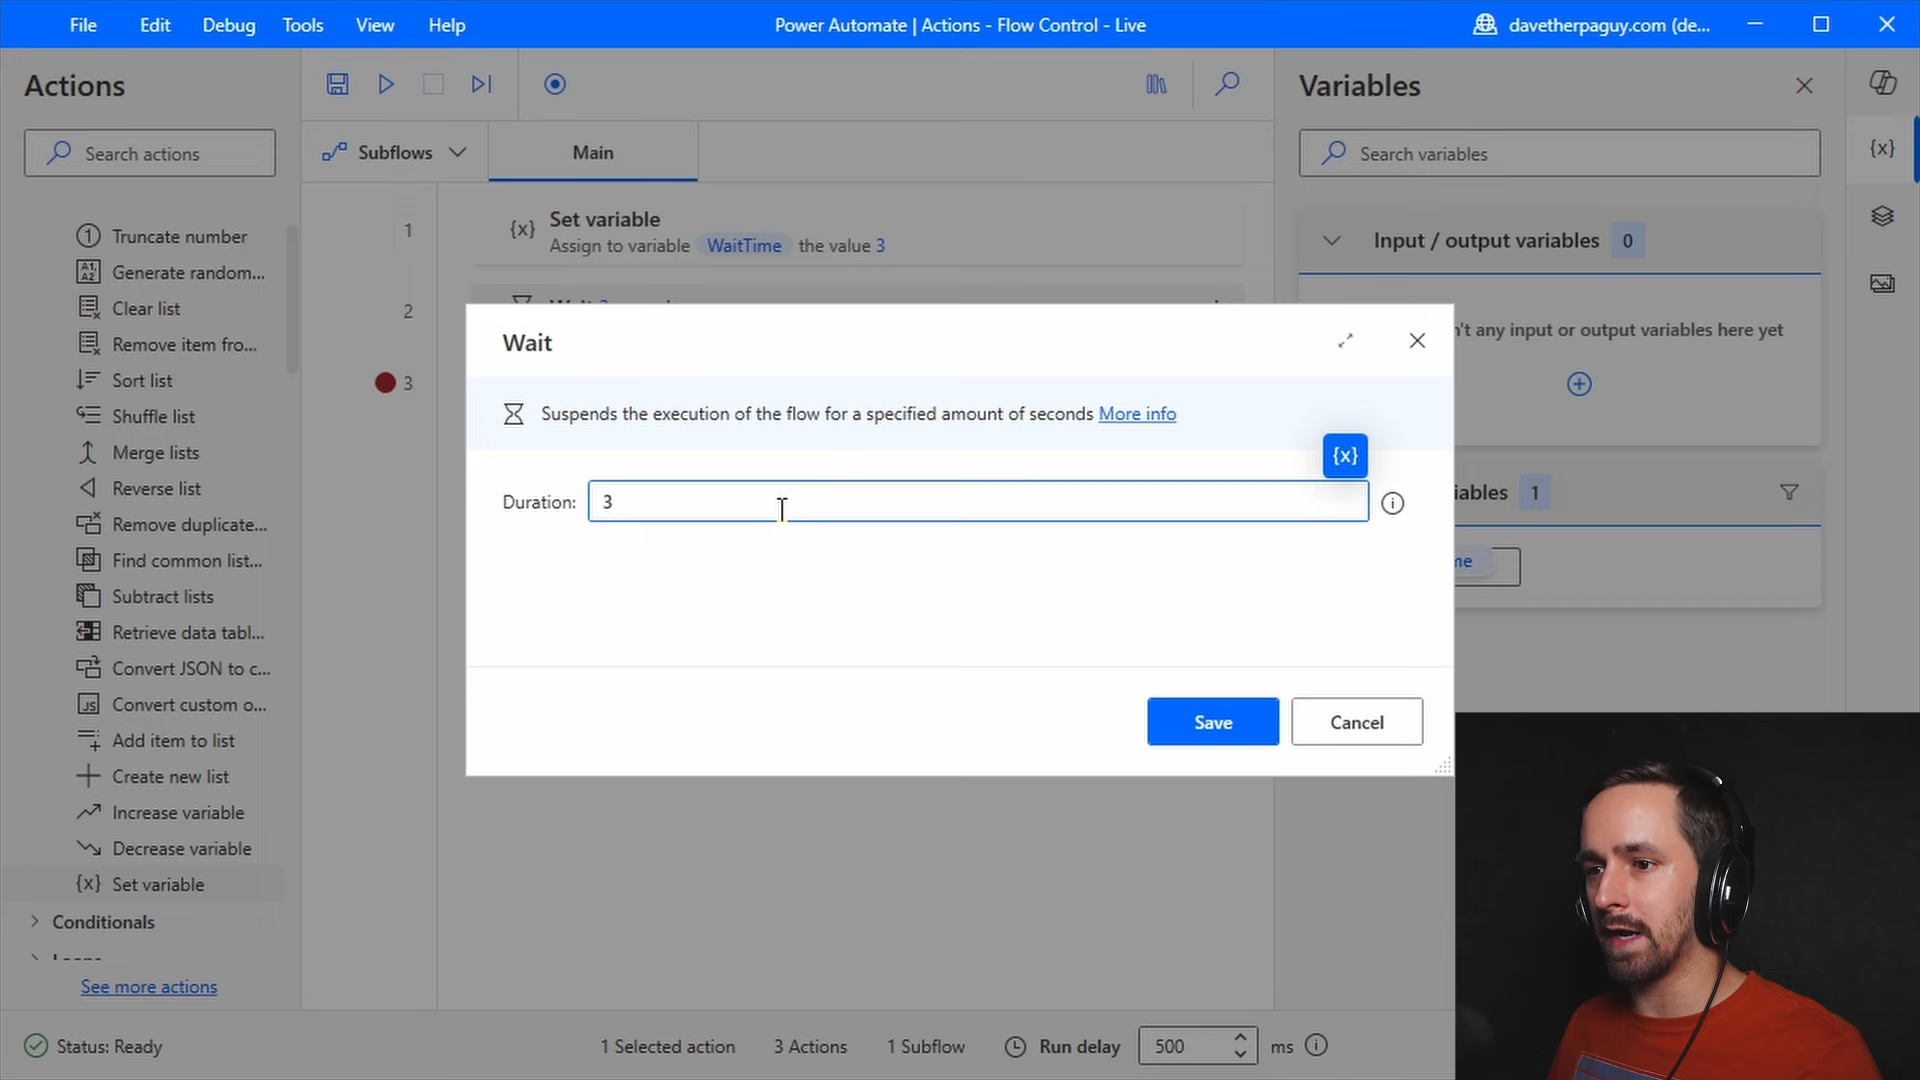 File Edit Debug Tools View Help
Power Automate | Actions - Flow Control - Live
davetherpaguy.com (de...
Actions
Search actions
Truncate number
Generate random...
Clear list
Remove item fro...
Sort list
Shuffle list
Merge lists
Reverse list
Remove duplicate...
Find common list...
Subtract lists
Retrieve data tabl...
Convert JSON to c...
Convert custom o...
Add item to list
Create new list
Increase variable
Decrease variable
{x} Set variable
Conditionals
See more actions
Subflows
Main
1
{x} Set variable
Assign to variable WaitTime the value 3
2
3
Wait
Suspends the execution of the flow for a specified amount of seconds More info
{x}
Duration: 3
Save
Cancel
Variables
Search variables
Input / output variables 0
n't any input or output variables here yet
iables 1
me
{x}
Status: Ready
1 Selected action
3 Actions
1 Subflow
Run delay
500
ms